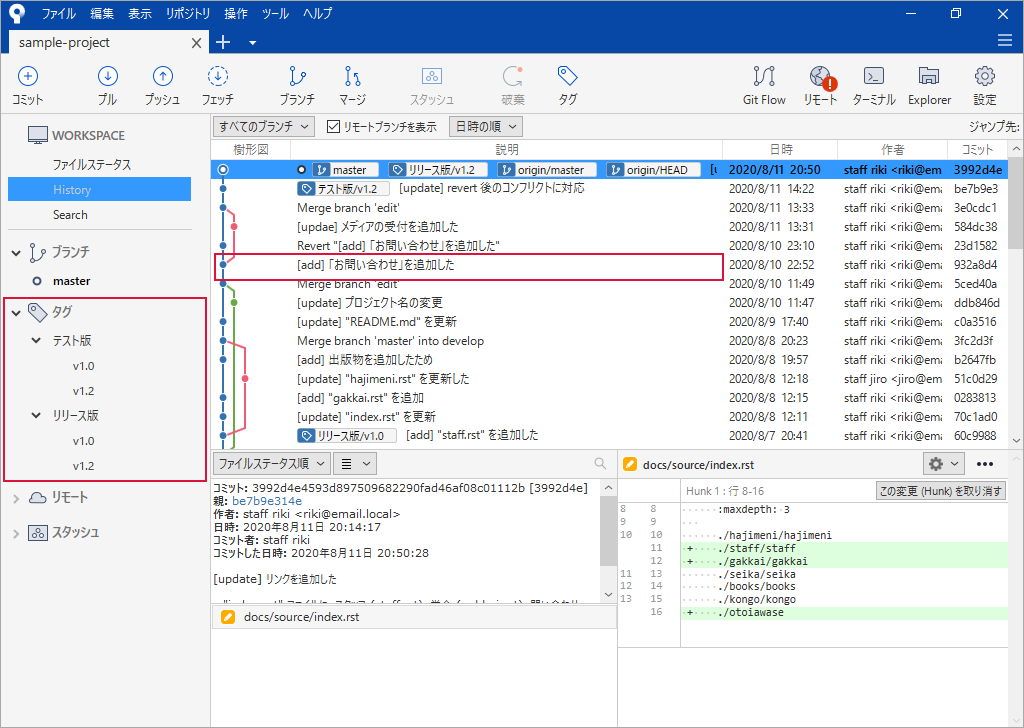 ファイル 編集 表示 リポジトリ 操作 ツール ヘルプ
sample-project
コミット プル プッシュ フェッチ ブランチ マージ スタッシュ 破棄 タグ Git Flow リモート ターミナル Explorer 設定
WORKSPACE
ファイルステータス
History
Search
ブランチ
master
タグ
テスト版
v1.0
v1.2
リリース版
v1.0
v1.2
リモート
スタッシュ
すべてのブランチ リモートブランチを表示 日時の順 ジャンプ先:
樹形図 説明 日時 作者 コミット
master リリース版/v1.2 origin/master origin/HEAD 2020/8/11 20:50 staff riki <riki@em 3992d4e
テスト版/v1.2 [update] revert 後のコンフリクトに対応 2020/8/11 14:22 staff riki <riki@ema be7b9e3
Merge branch 'edit' 2020/8/11 13:33 staff riki <riki@ema 3e0cdc1
[updae] メディアの受付を追加した 2020/8/11 13:31 staff riki <riki@ema 584dc38
Revert "[add] 「お問い合わせ」を追加した" 2020/8/10 23:10 staff riki <riki@ema 23d1582
[add] 「お問い合わせ」を追加した 2020/8/10 22:52 staff riki <riki@ema 932a8d4
Merge branch 'edit' 2020/8/10 11:49 staff riki <riki@ema 5ced40a
[update] プロジェクト名の変更 2020/8/10 11:47 staff riki <riki@ema ddb846d
[update] "README.md" を更新 2020/8/9 17:40 staff riki <riki@ema c0a3516
Merge branch 'master' into develop 2020/8/8 20:23 staff riki <riki@ema 3fc2d3f
[add] 出版物を追加したため 2020/8/8 19:57 staff riki <riki@ema b2647fb
[update] "hajimeni.rst" を更新した 2020/8/8 12:18 staff jiro <jiro@em 51c0d29
[add] "gakkai.rst" を追加 2020/8/8 12:15 staff riki <riki@ema 0283813
[update] "index.rst" を更新 2020/8/8 12:11 staff riki <riki@ema 70c1ad0
リリース版/v1.0 [add] "staff.rst" を追加した 2020/8/7 20:41 staff riki <riki@ema 60c9988
ファイルステータス順
コミット: 3992d4e4593d897509682290fad46af08c01112b [3992d4e]
親: be7b9e314e
作者: staff riki <riki@email.local>
日時: 2020年8月11日 20:14:17
コミット者: staff riki
コミットした日時: 2020年8月11日 20:50:28
[update] リンクを追加した
docs/source/index.rst
docs/source/index.rst
Hunk 1 : 行 8-16 この変更 (Hunk) を取り消す
8 8 :maxdepth: 3
9 9
10 10 ./hajimeni/hajimeni
11 + ./staff/staff
12 + ./gakkai/gakkai
11 13 ./seika/seika
12 14 ./books/books
13 15 ./kongo/kongo
16 + ./otoiawase